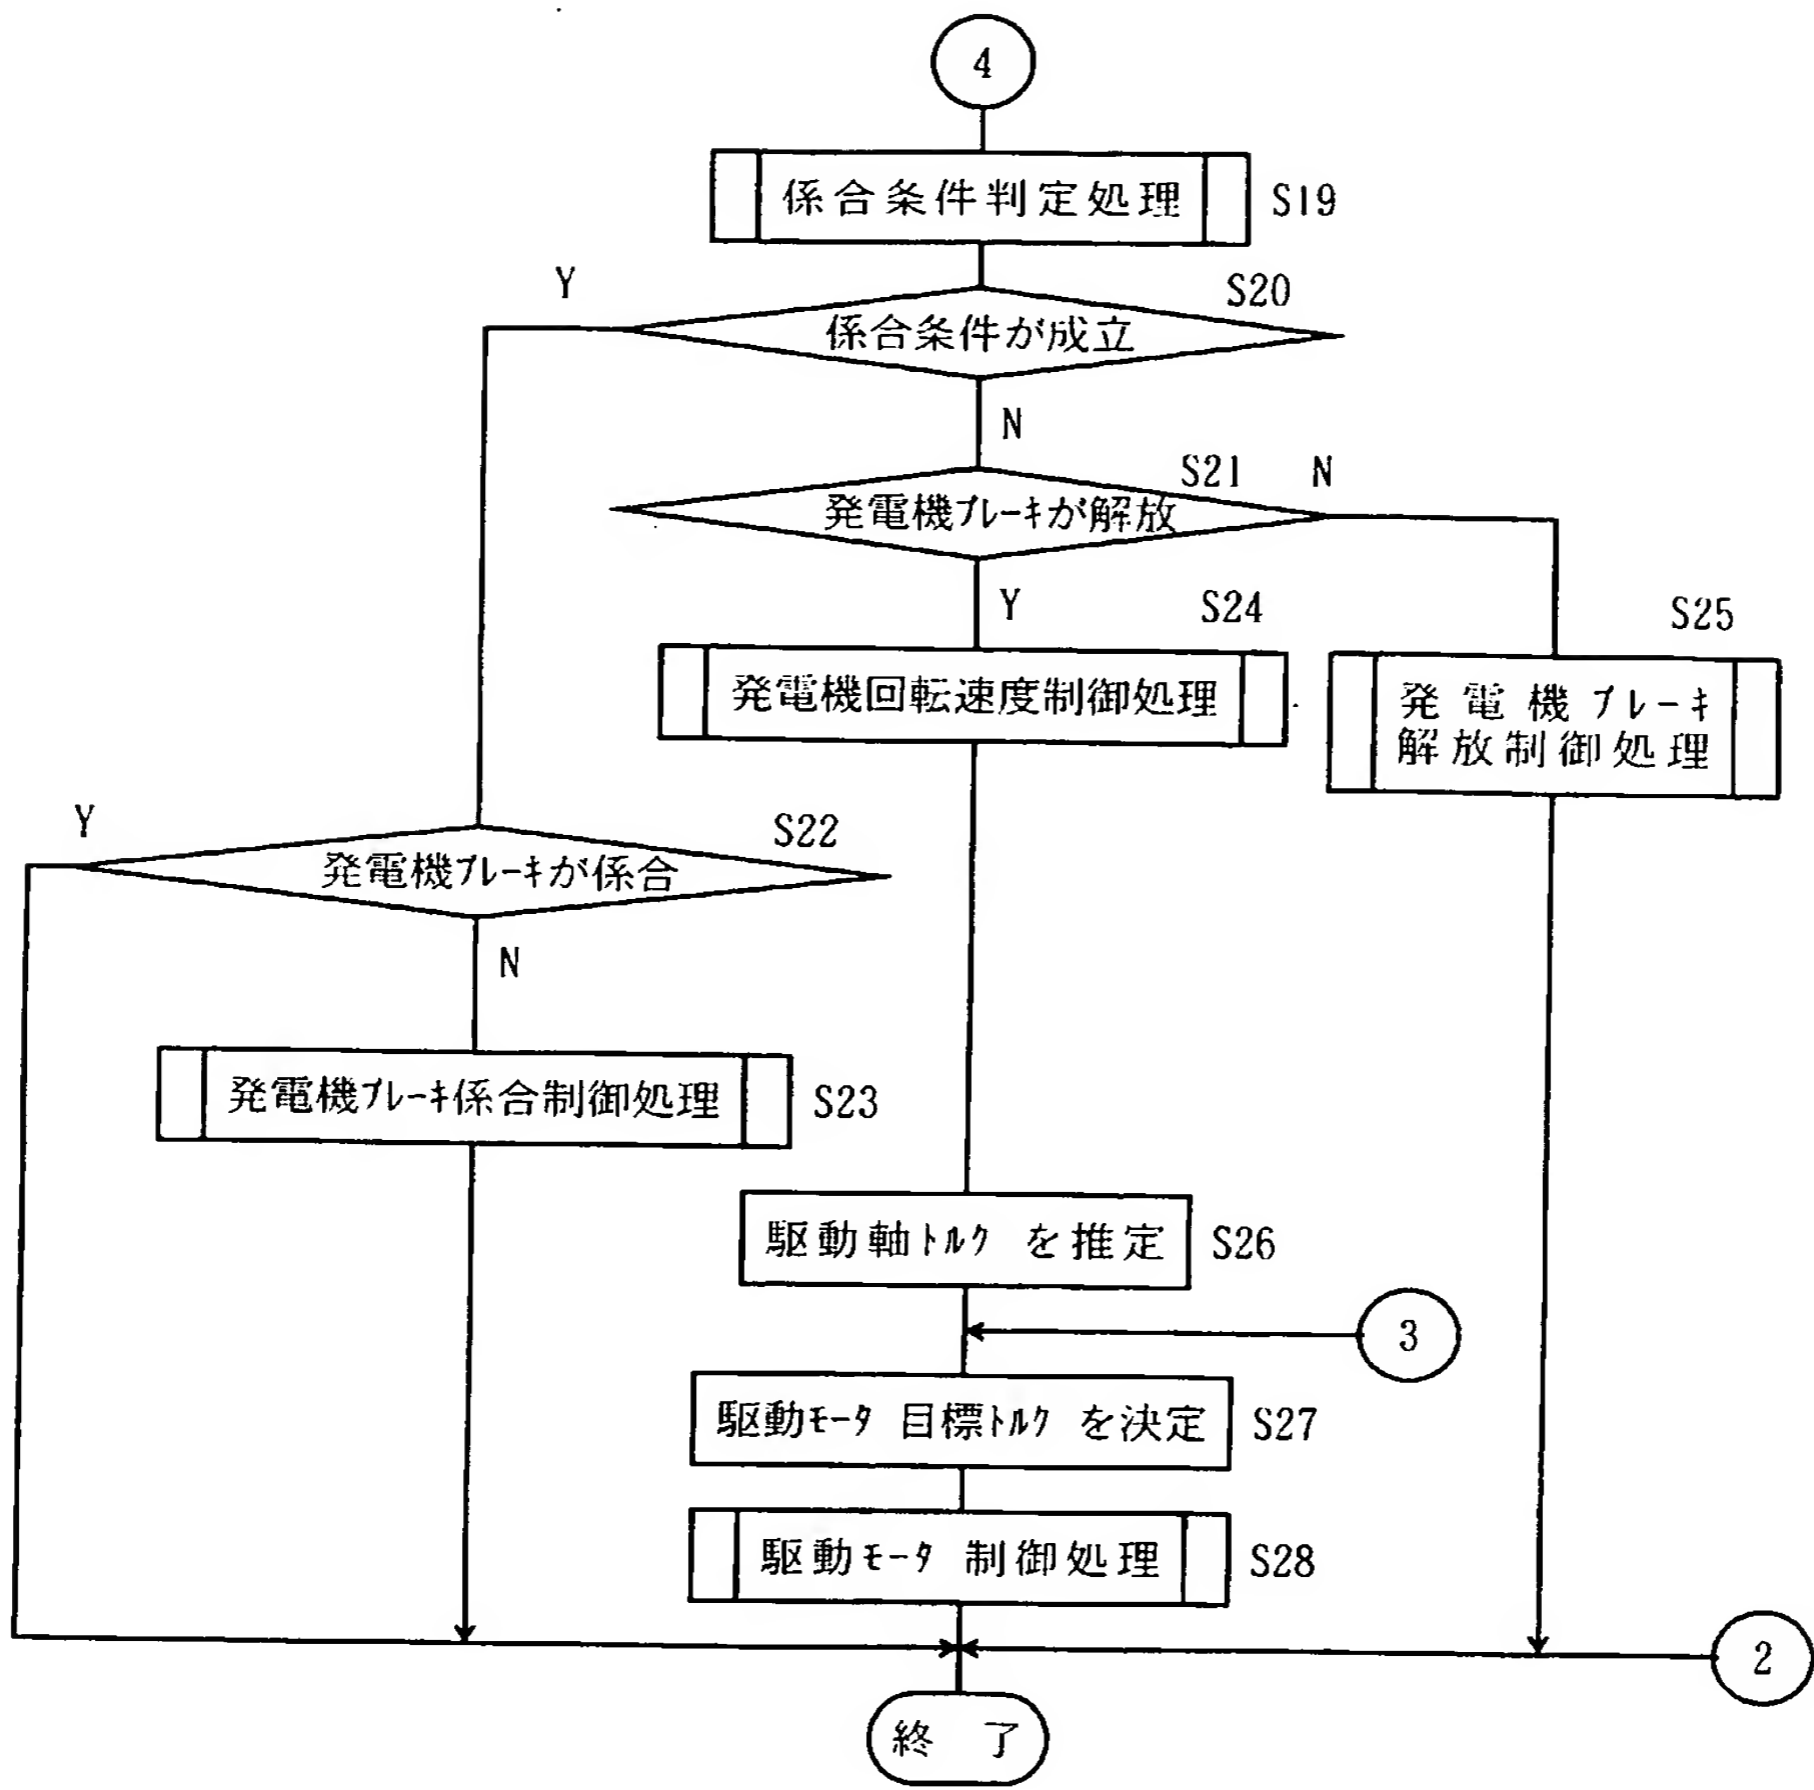 4
係合条件判定処理 S19
Y
S20
係合条件が成立
N
S21 N
発電機ブレーキが解放
Y
S24
S25
発電機回転速度制御処理
発電機ブレーキ
解放制御処理
Y
S22
発電機ブレーキが係合
N
発電機ブレーキ係合制御処理 S23
駆動軸トルク を推定 S26
3
駆動モータ 目標トルク を決定 S27
駆動モータ 制御処理 S28
2
終 了